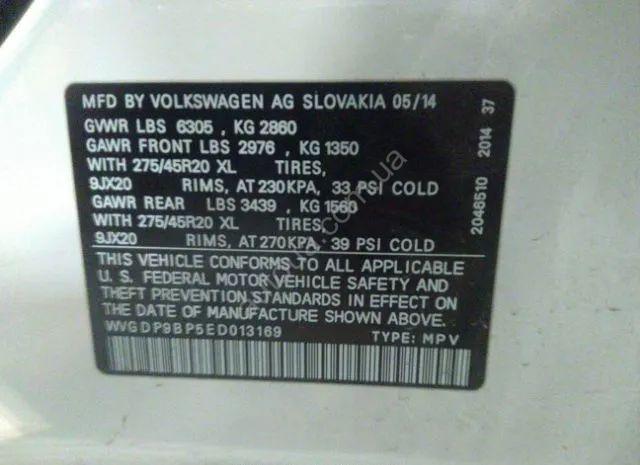 MFD BY VOLKSWAGEN AG SLOVAKIA 05/14
GVWR LBS 6305 , KG 2860
GAWR FRONT LBS 2976 , KG 1350
WITH 275/45R20 XL TIRES,
9JX20 RIMS, AT 230KPA, 33 PSI COLD
GAWR REAR LBS 3439 , KG 1560
WITH 275/45R20 XL TIRES,
9JX20 RIMS, AT 270KPA, 39 PSI COLD
THIS VEHICLE CONFORMS TO ALL APPLICABLE
U. S. FEDERAL MOTOR VEHICLE SAFETY AND
THEFT PREVENTION STANDARDS IN EFFECT ON
THE DATE OF MANUFACTURE SHOWN ABOVE.
WVGDP9BP5ED013169 TYPE: MPV
2046510 2014 37